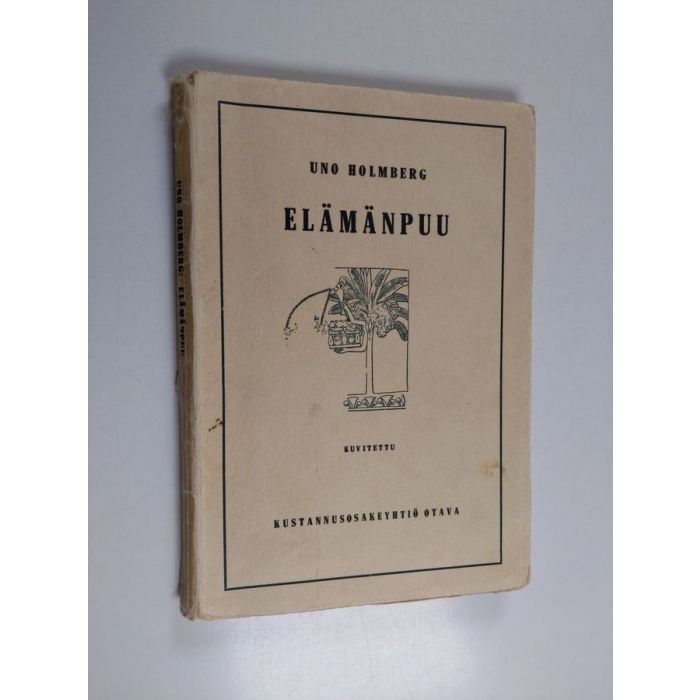 UNO HOLMBERG
ELÄMÄNPUU
KUVITETTU
KUSTANNUSOSAKEYHTIÖ OTAVA
UNO HOLMBERG: ELÄMÄNPUU